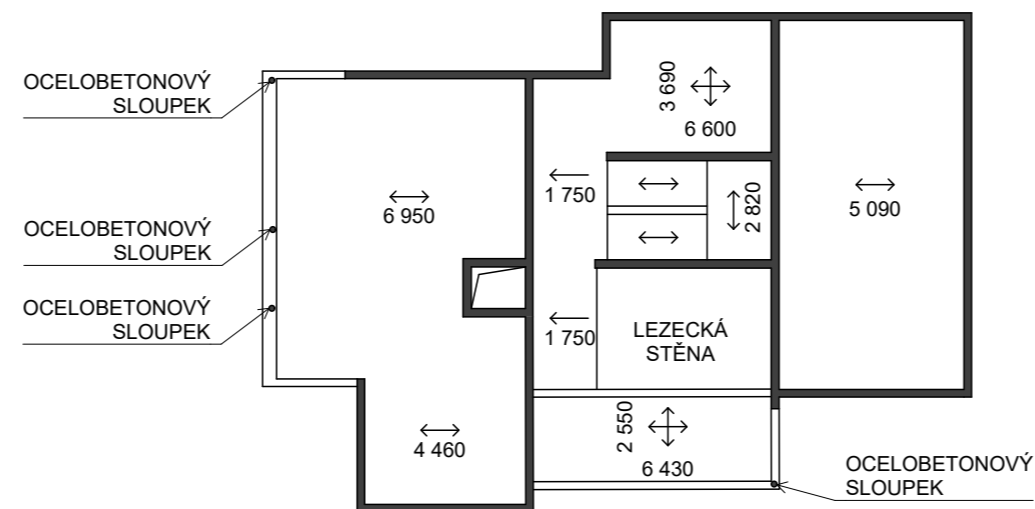 OCELOBETONOVÝ
SLOUPEK
3 690
6 600
1 750
2 820
6 950
5 090
OCELOBETONOVÝ
SLOUPEK
OCELOBETONOVÝ
SLOUPEK
1 750
LEZECKÁ
STĚNA
2 550
4 460
6 430
OCELOBETONOVÝ
SLOUPEK